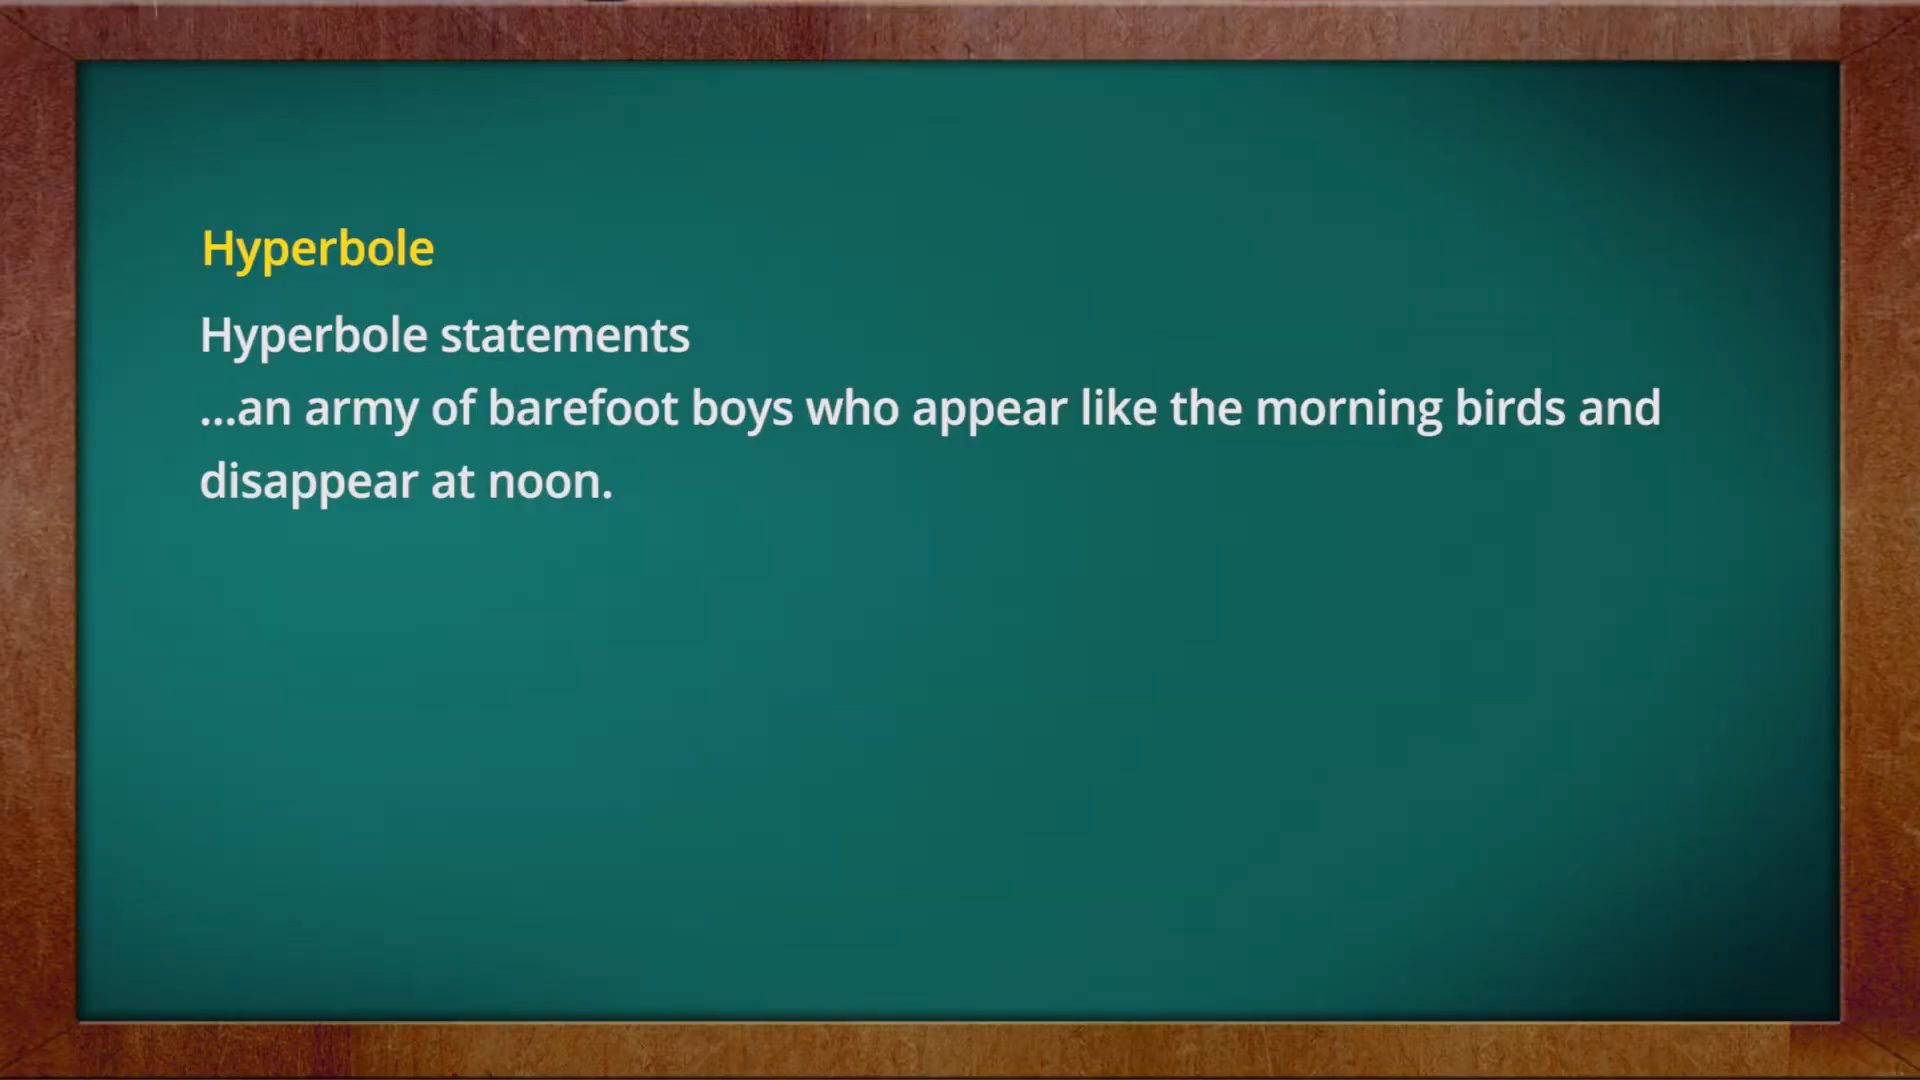 Hyperbole
Hyperbole statements
...an army of barefoot boys who appear like the morning birds and
disappear at noon.